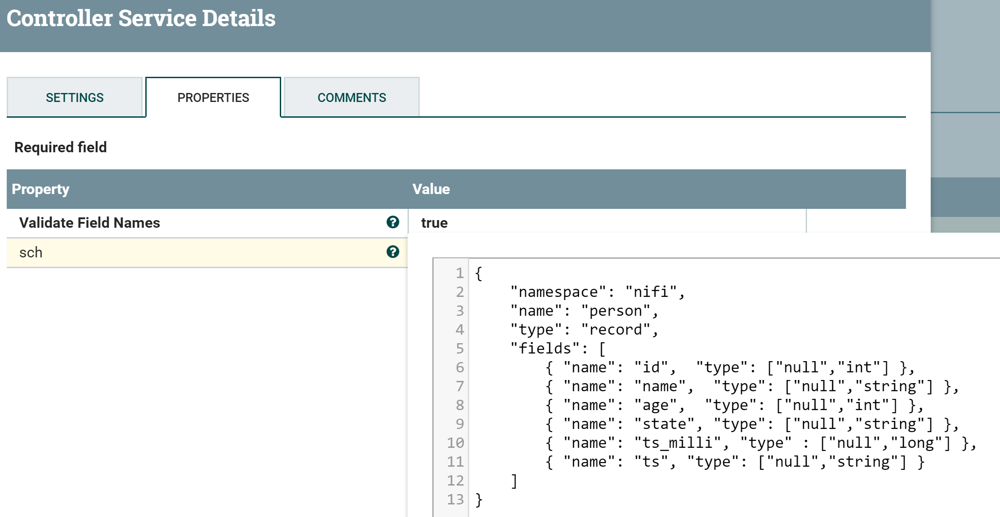 Controller Service Details
SETTINGS PROPERTIES COMMENTS
Required field
Property Value
Validate Field Names ? true
sch ?
1 {
2     "namespace": "nifi",
3     "name": "person",
4     "type": "record",
5     "fields": [
6         { "name": "id",  "type": ["null","int"] },
7         { "name": "name",  "type": ["null","string"] },
8         { "name": "age",  "type": ["null","int"] },
9         { "name": "state", "type": ["null","string"] },
10         { "name": "ts_milli", "type" : ["null","long"] },
11         { "name": "ts", "type": ["null","string"] }
12     ]
13 }